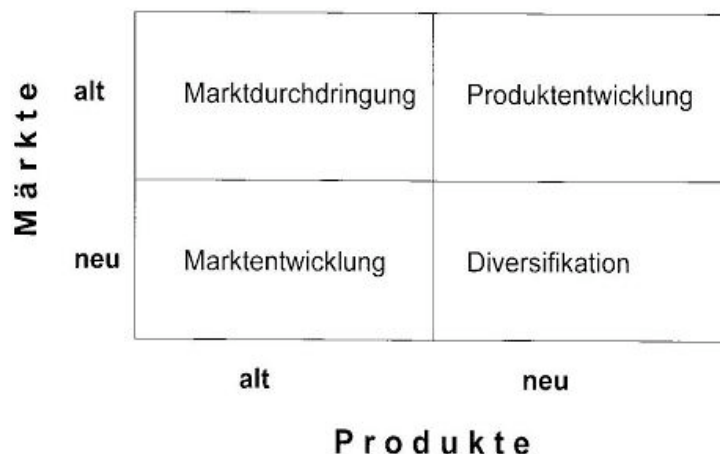 Märkte
alt
Marktdurchdringung
Produktentwicklung
neu
Marktentwicklung
Diversifikation
alt
neu
Produkte